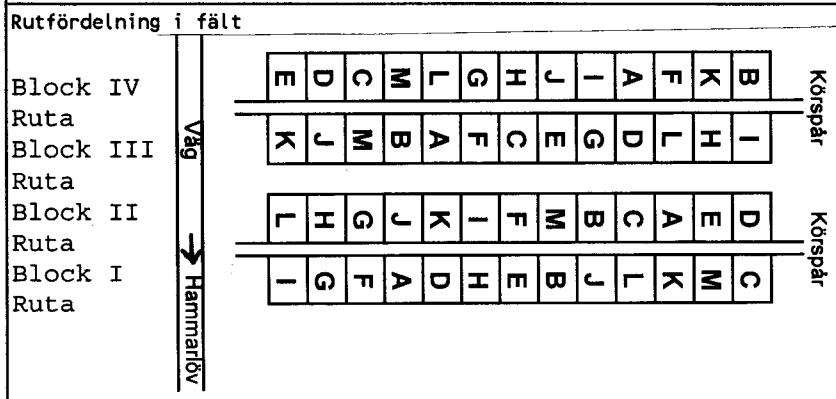 Rutfördelning i fält
Block IV
Ruta
Block III
Ruta
Block II
Ruta
Block I
Ruta
Väg → Hammarlöv
E D C M L G H J I A F K B
K J M B A F C E G D L H I
Körspår
L H G J K I F M B C A E D
I G F A D H E B J L K M C
Körspår